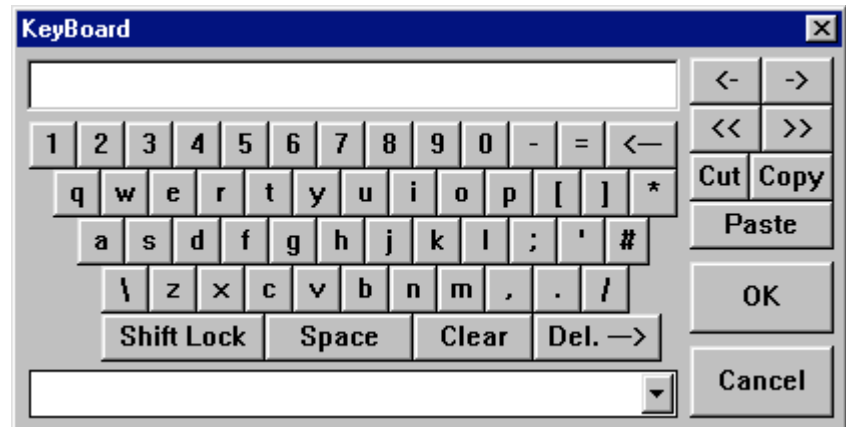 KeyBoard
<- ->
1 2 3 4 5 6 7 8 9 0 - = <—
<< >>
q w e r t y u i o p [ ] *
Cut Copy
a s d f g h j k l ; ' #
Paste
\ z x c v b n m , . /
OK
Shift Lock Space Clear Del. —>
Cancel